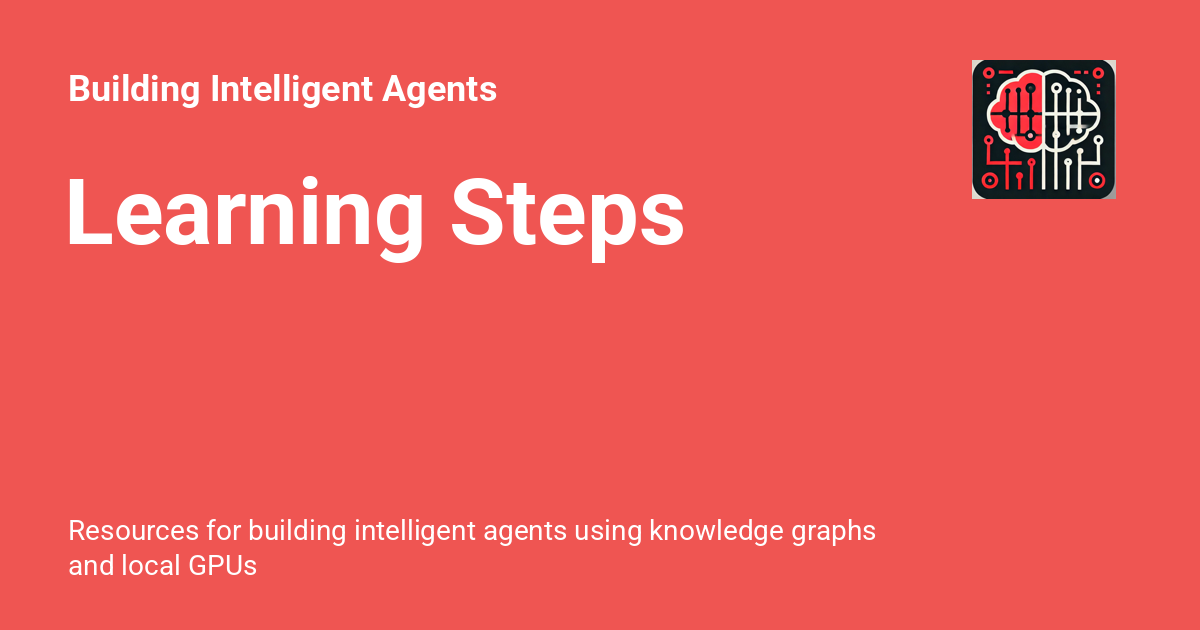 Building Intelligent Agents
Learning Steps
Resources for building intelligent agents using knowledge graphs
and local GPUs